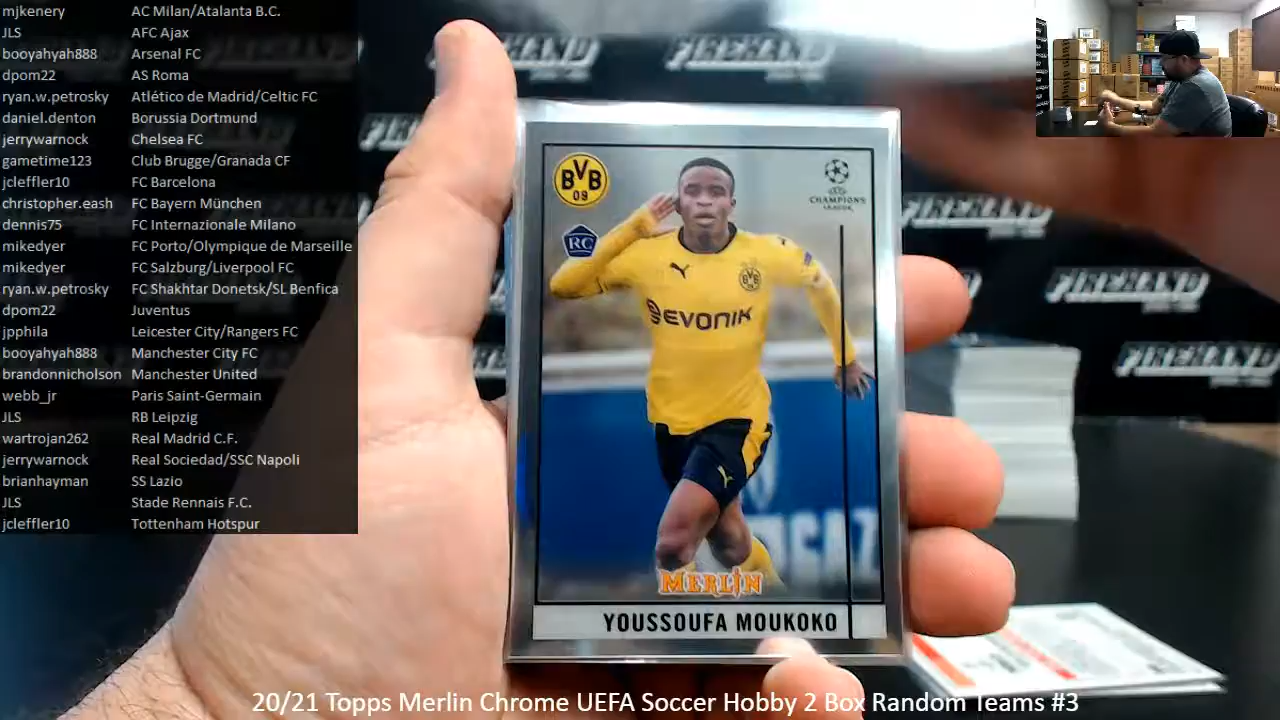 mjkenery AC Milan/Atalanta B.C.
JLS AFC Ajax
booyahyah888 Arsenal FC
dpom22 AS Roma
ryan.w.petrosky Atlético de Madrid/Celtic FC
daniel.denton Borussia Dortmund
jerrywarnock Chelsea FC
gametime123 Club Brugge/Granada CF
jcleffler10 FC Barcelona
christopher.eash FC Bayern München
dennis75 FC Internazionale Milano
mikedyer FC Porto/Olympique de Marseille
mikedyer FC Salzburg/Liverpool FC
ryan.w.petrosky FC Shakhtar Donetsk/SL Benfica
dpom22 Juventus
jpphila Leicester City/Rangers FC
booyahyah888 Manchester City FC
brandonnicholson Manchester United
webb_jr Paris Saint-Germain
JLS RB Leipzig
wartrojan262 Real Madrid C.F.
jerrywarnock Real Sociedad/SSC Napoli
brianhayman SS Lazio
JLS Stade Rennais F.C.
jcleffler10 Tottenham Hotspur
FIREHAND
FIREHAND
FIREHAND
FIREHAND
FIREHAND
BVB
09
CHAMPIONS
LEAGUE
RC
BVB
EVONIK
MERLIN
YOUSSOUFA MOUKOKO
20/21 Topps Merlin Chrome UEFA Soccer Hobby 2 Box Random Teams #3